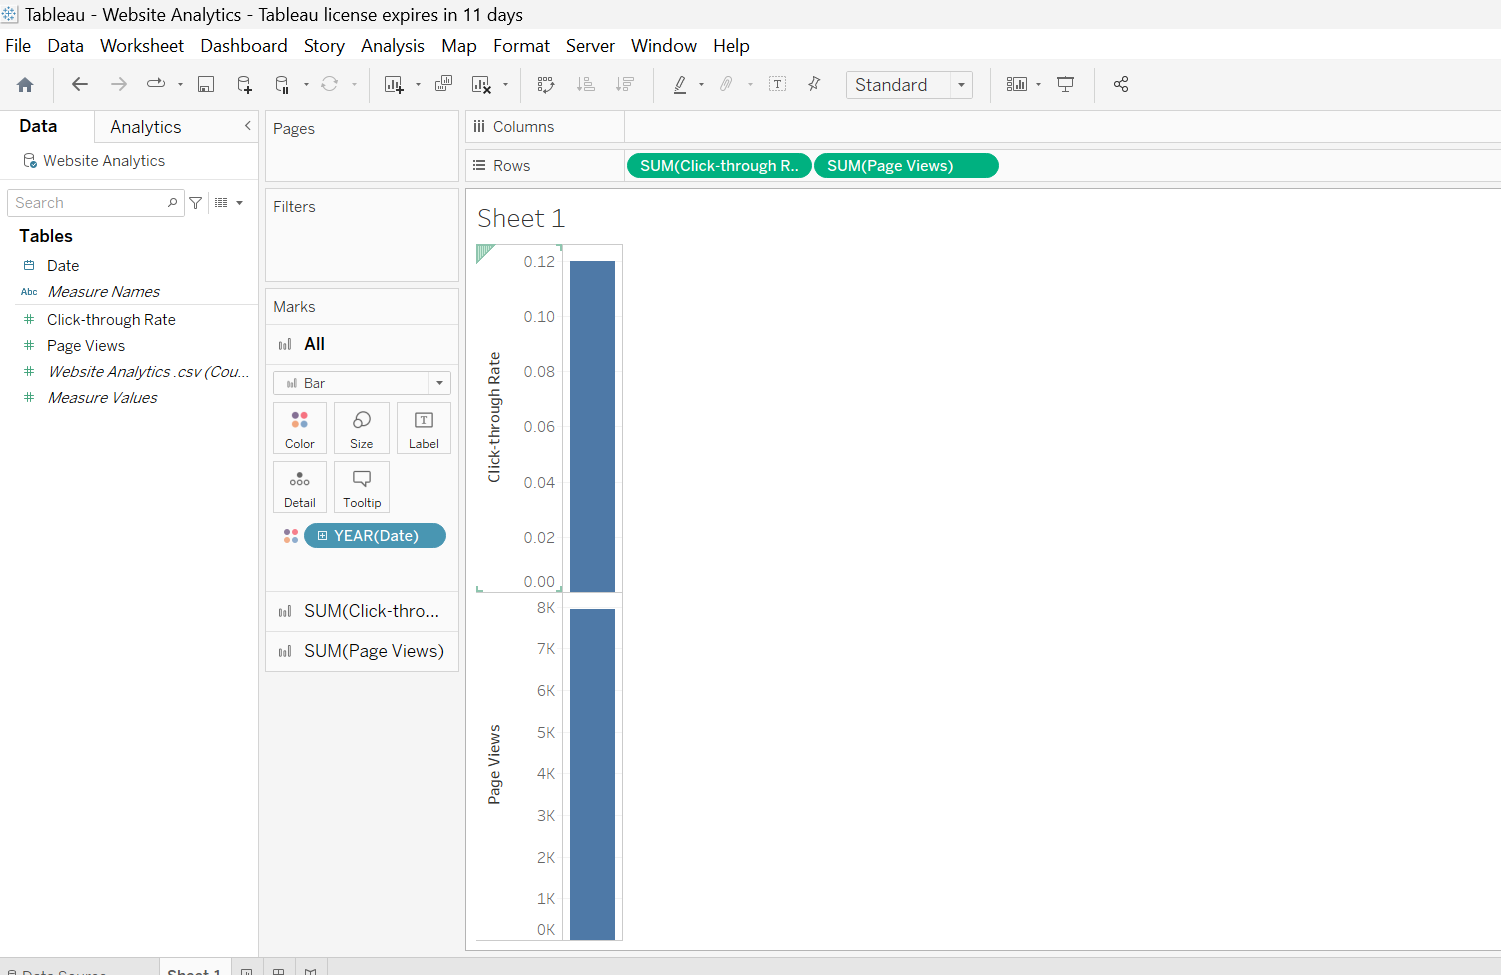 Tableau - Website Analytics - Tableau license expires in 11 days
File Data Worksheet Dashboard Story Analysis Map Format Server Window Help
Standard
Data Analytics
Website Analytics
Search
Tables
Date
Abc Measure Names
Click-through Rate
Page Views
Website Analytics .csv (Cou...
Measure Values
Pages
Filters
Marks
All
Bar
Color Size T Label
Detail Tooltip
YEAR(Date)
SUM(Click-thro...
SUM(Page Views)
Columns
Rows SUM(Click-through R.. SUM(Page Views)
Sheet 1
Click-through Rate
0.12
0.10
0.08
0.06
0.04
0.02
0.00
Page Views
8K
7K
6K
5K
4K
3K
2K
1K
0K
Data Source Sheet 1